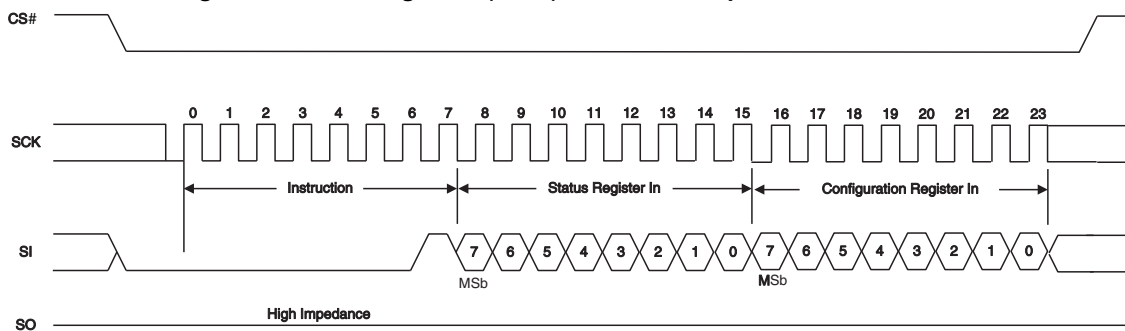 CS#
0 1 2 3 4 5 6 7 8 9 10 11 12 13 14 15 16 17 18 19 20 21 22 23
SCK
Instruction Status Register In Configuration Register In
SI 7 6 5 4 3 2 1 0 7 6 5 4 3 2 1 0
MSb MSb
High Impedance
SO